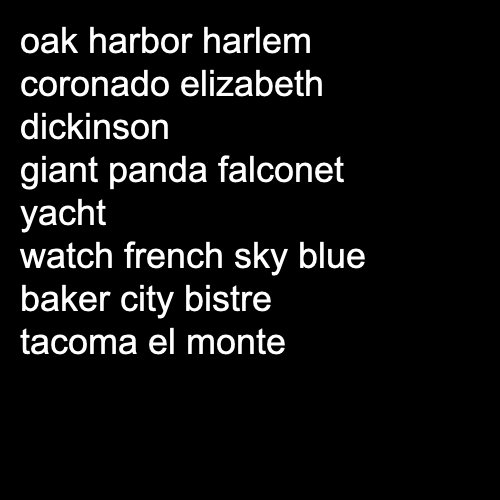 oak harbor harlem
coronado elizabeth
dickinson
giant panda falconet
yacht
watch french sky blue
baker city bistre
tacoma el monte